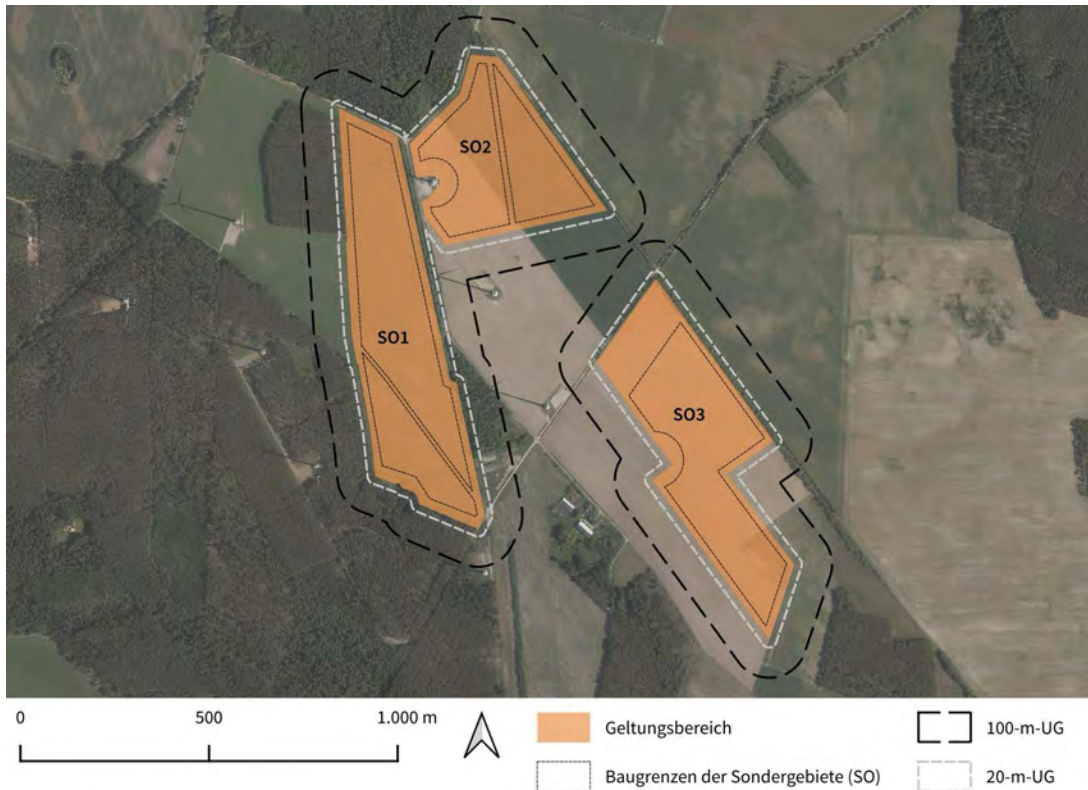 SO2
SO1
SO3
0 500 1.000 m
Geltungsbereich
Baugrenzen der Sondergebiete (SO)
100-m-UG
20-m-UG